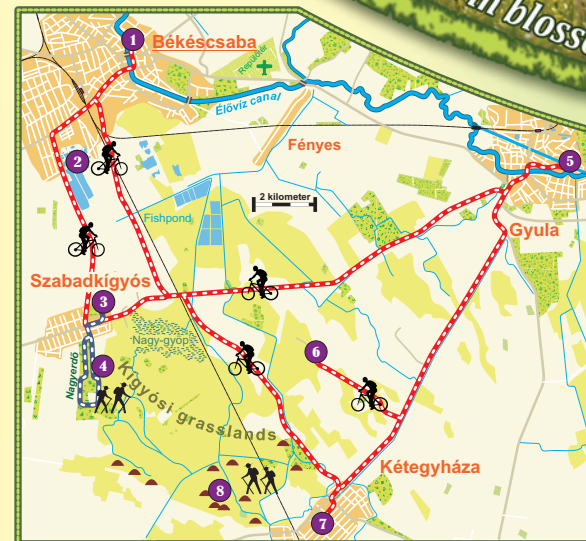 n blosso
1
Békéscsaba
Repülőtér
Élővíz canal
Fényes
2
5
2 kilometer
Fishpond
Gyula
Szabadkígyós
3
Nagy-gyöp
6
4
Nagyerdő
Kígyósi grasslands
Kétegyháza
8
7